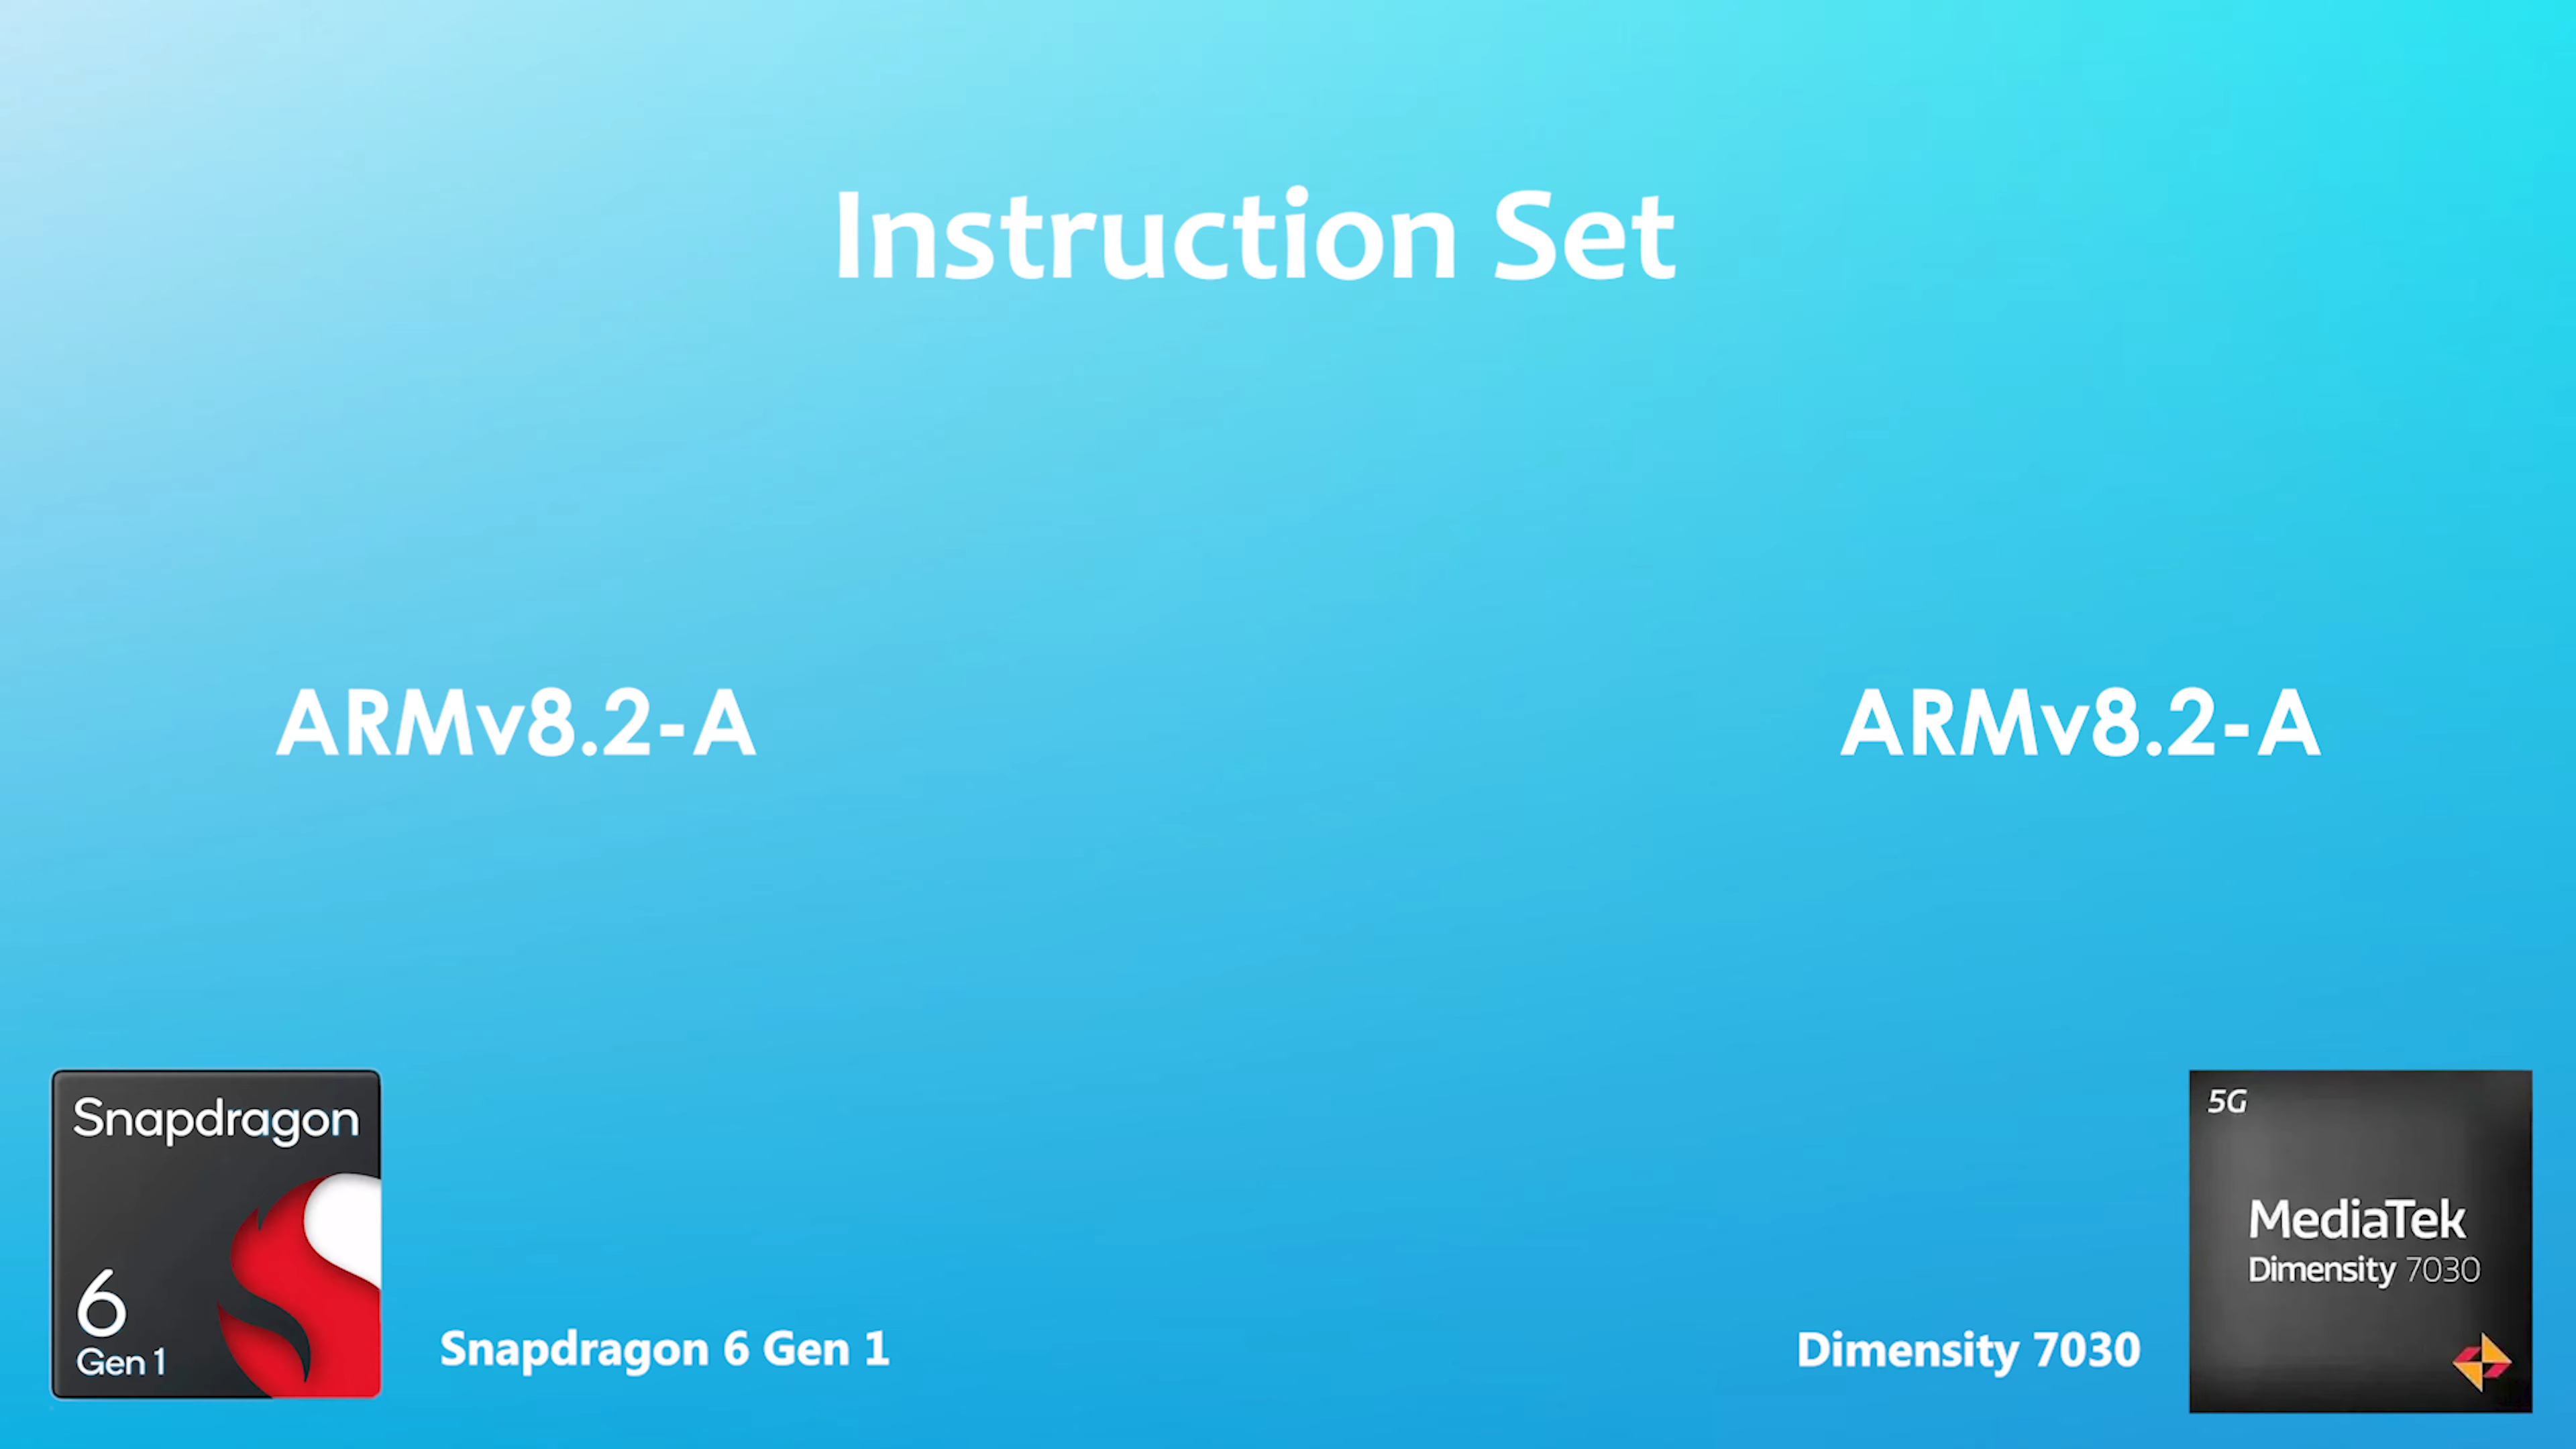 Instruction Set
ARMv8.2-A
ARMv8.2-A
Snapdragon
6
Gen 1
Snapdragon 6 Gen 1
Dimensity 7030
5G
MediaTek
Dimensity 7030